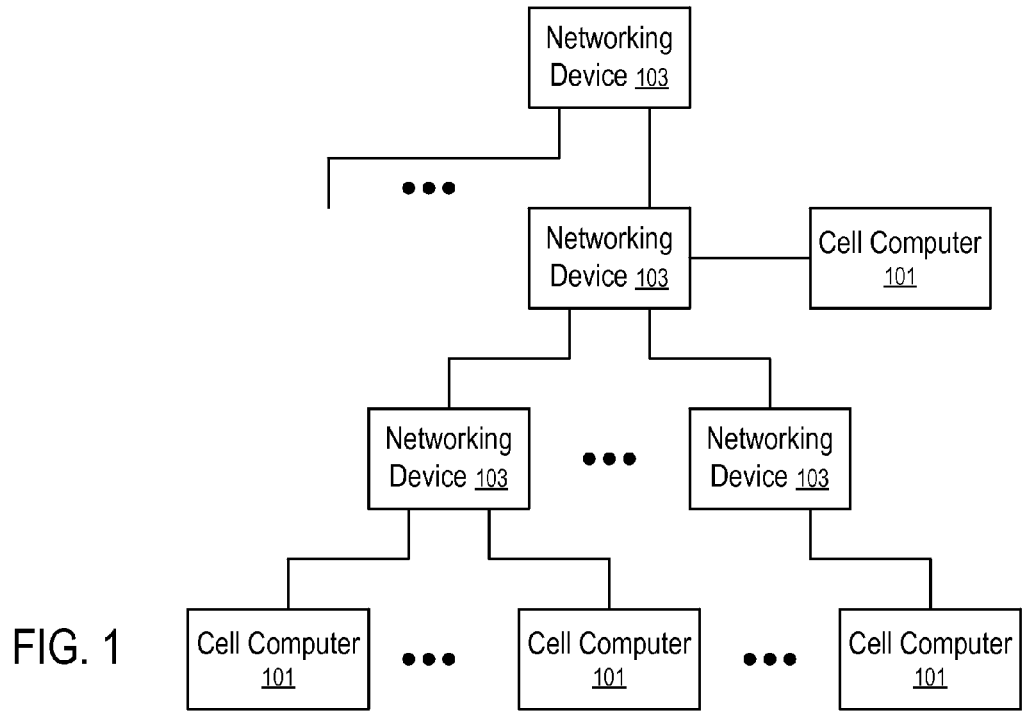 Networking
Device 103
Networking
Device 103
Cell Computer
101
Networking
Device 103
Networking
Device 103
FIG. 1
Cell Computer
101
Cell Computer
101
Cell Computer
101